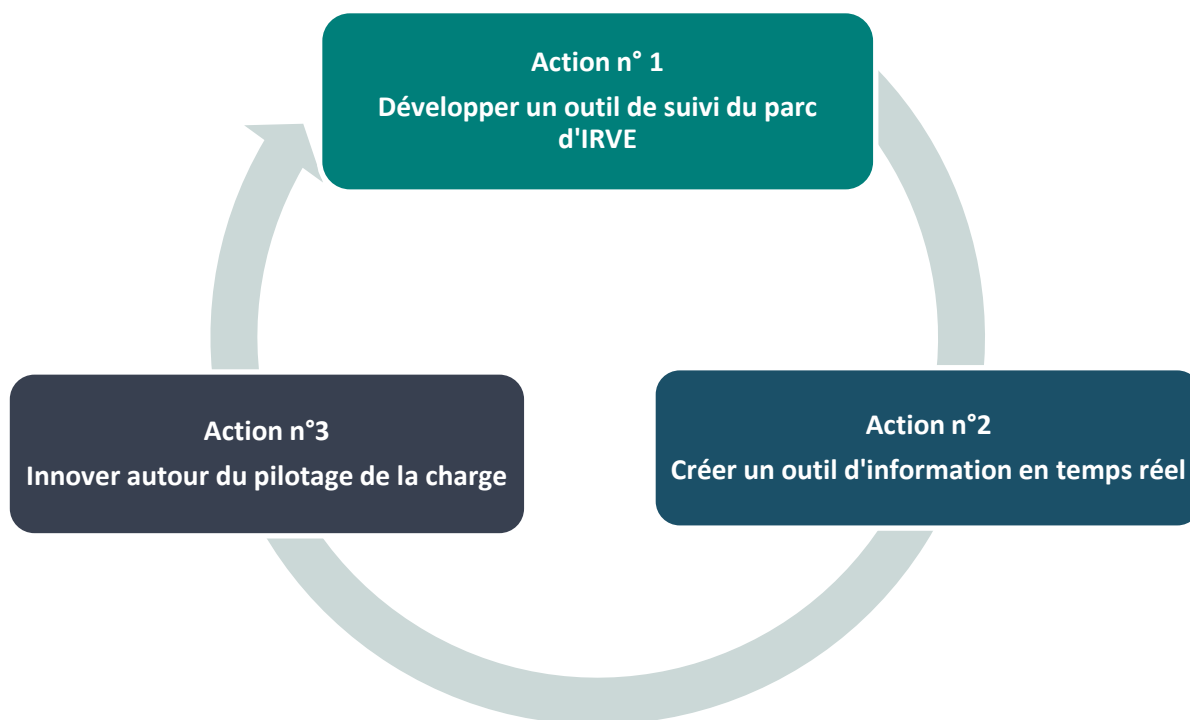 Action n° 1
Développer un outil de suivi du parc
d'IRVE
Action n°2
Créer un outil d'information en temps réel
Action n°3
Innover autour du pilotage de la charge